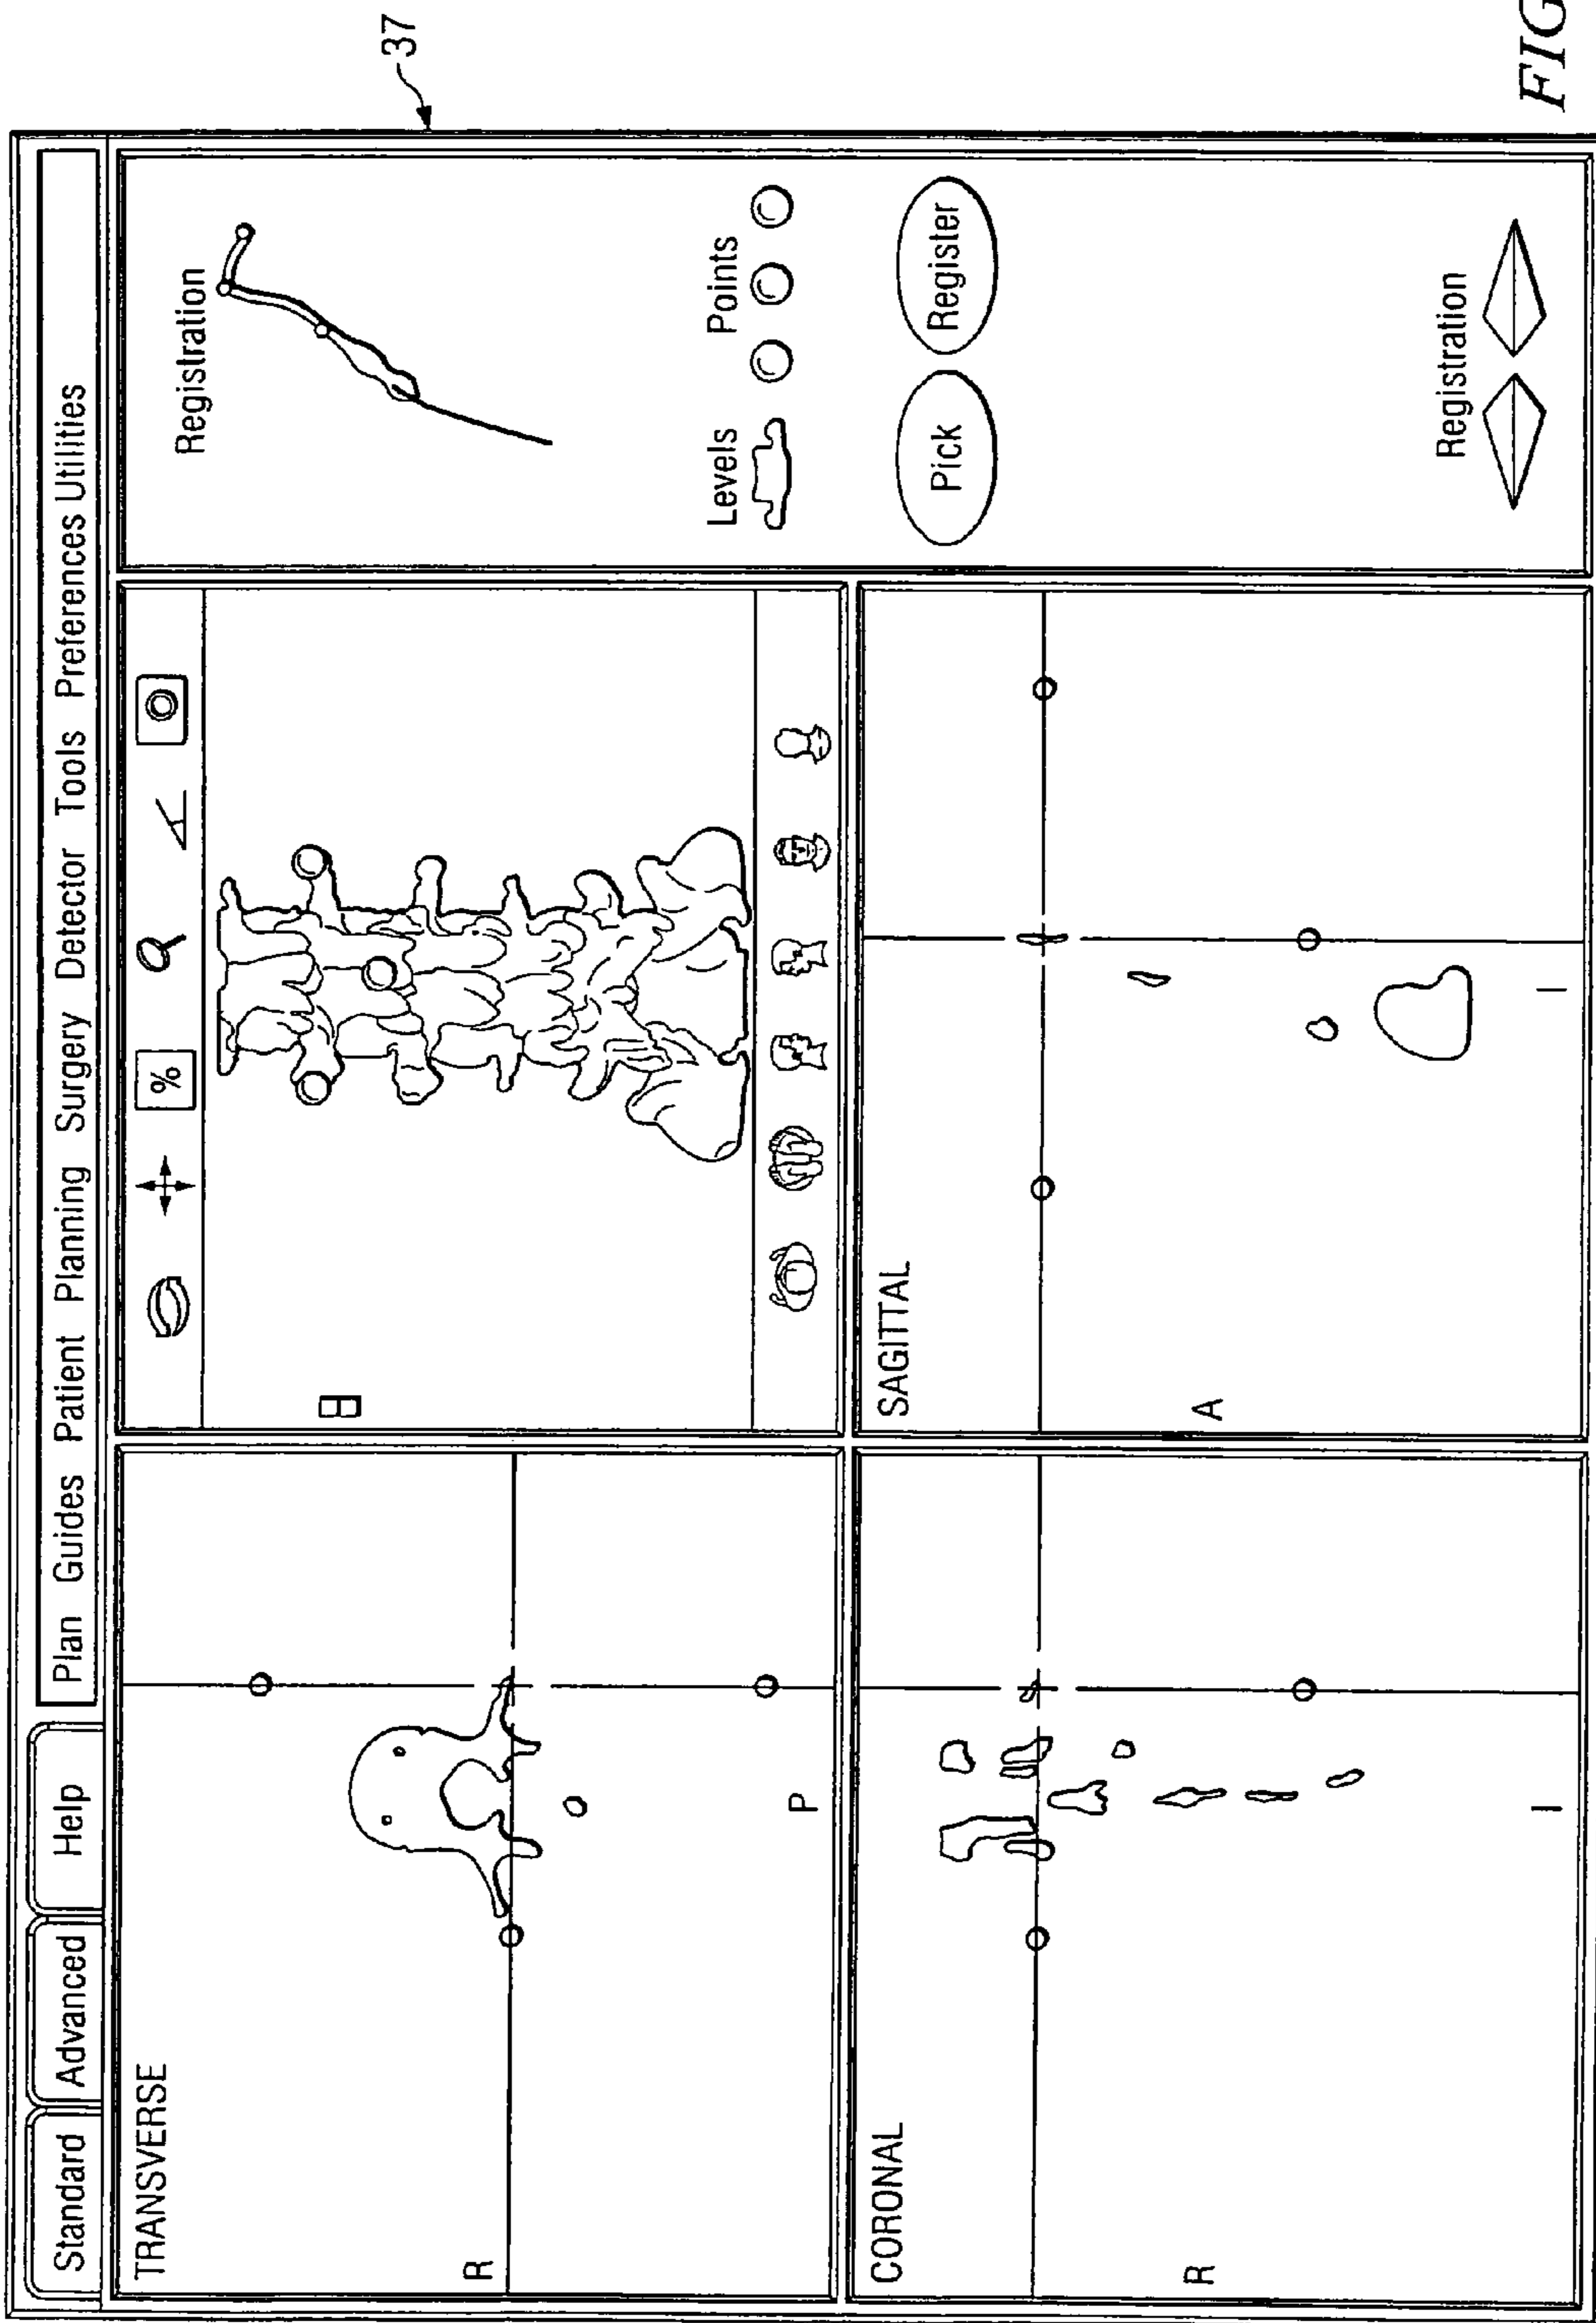 Standard Advanced Help Plan Guides Patient Planning Surgery Detector Tools Preferences Utilities
TRANSVERSE
R
P
%
Registration
37
Levels Points
Pick Register
CORONAL
R
I
SAGITTAL
A
I
Registration
FIG